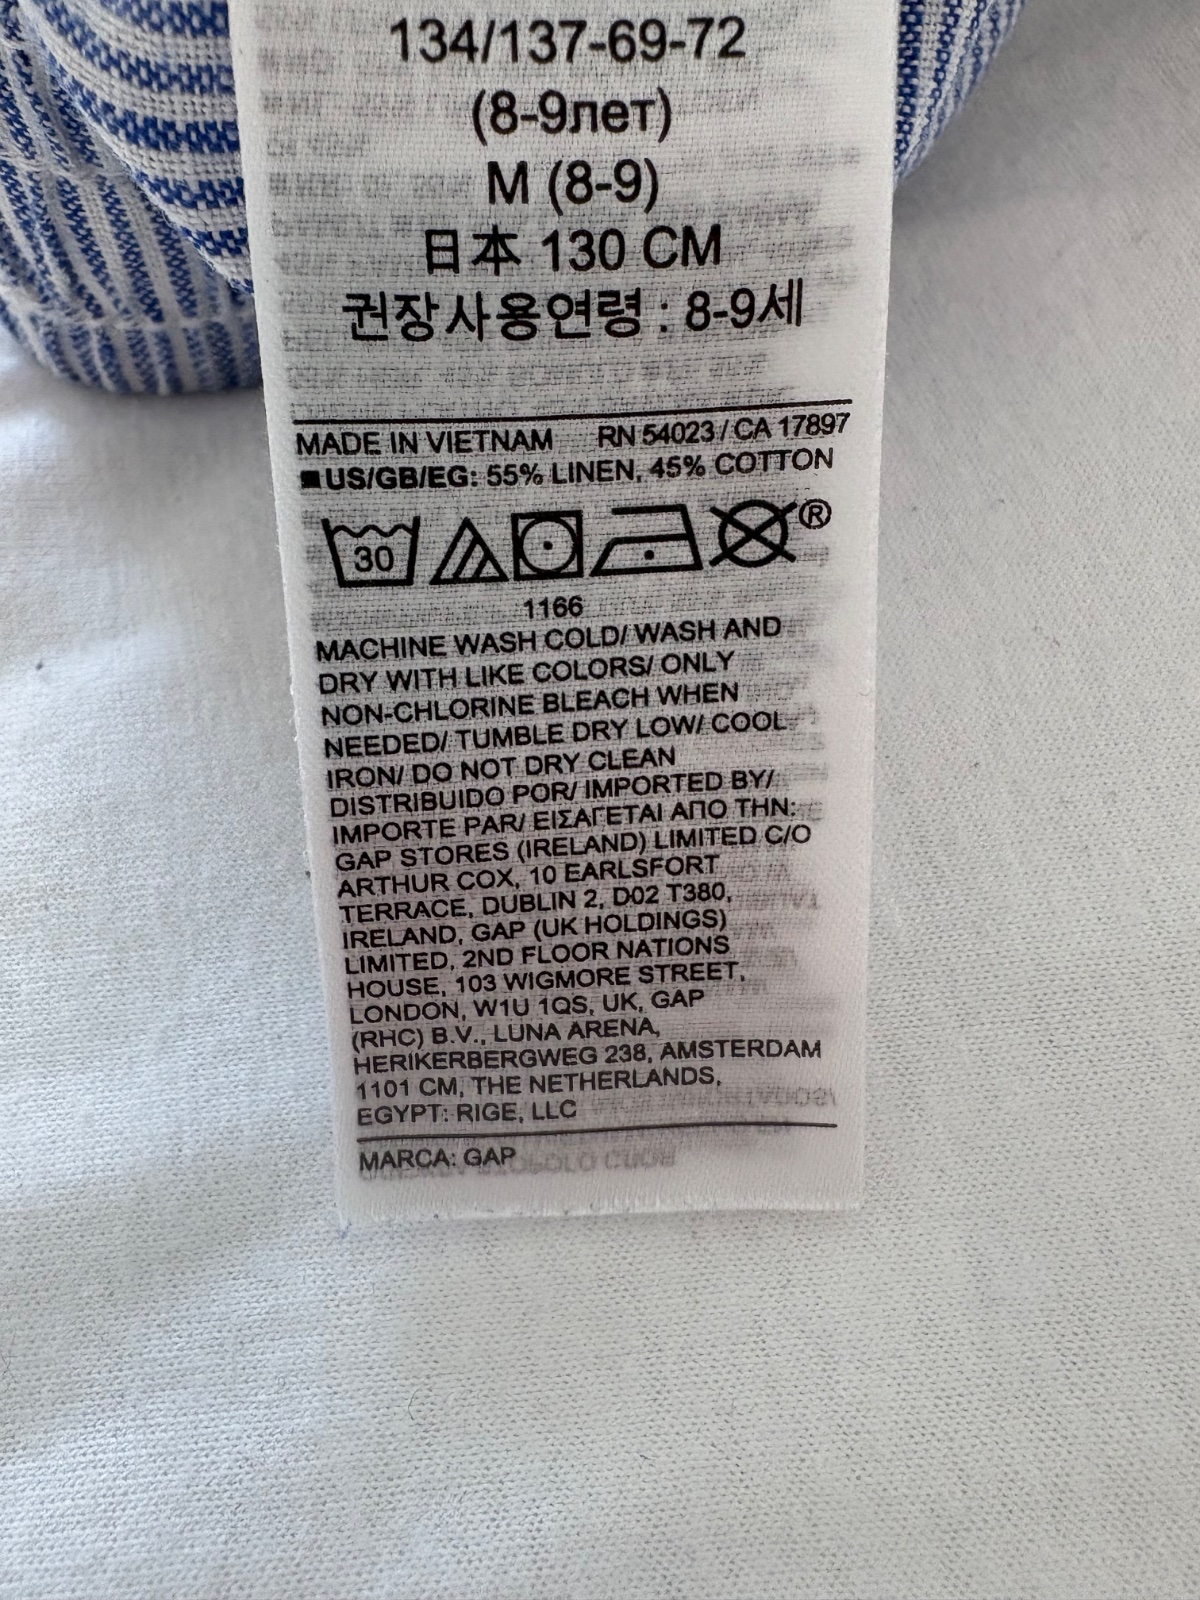 134/137-69-72
(8-9лет)
M (8-9)
日本 130 CM
권장사용연령 : 8-9세
MADE IN VIETNAM RN 54023 / CA 17897
■US/GB/EG: 55% LINEN, 45% COTTON
30 ®
1166
MACHINE WASH COLD/ WASH AND
DRY WITH LIKE COLORS/ ONLY
NON-CHLORINE BLEACH WHEN
NEEDED/ TUMBLE DRY LOW/ COOL
IRON/ DO NOT DRY CLEAN
DISTRIBUIDO POR/ IMPORTED BY/
IMPORTE PAR/ ΕΙΣΑΓΕΤΑΙ ΑΠΟ ΤΗΝ:
GAP STORES (IRELAND) LIMITED C/O
ARTHUR COX, 10 EARLSFORT
TERRACE, DUBLIN 2, D02 T380,
IRELAND, GAP (UK HOLDINGS)
LIMITED, 2ND FLOOR NATIONS
HOUSE, 103 WIGMORE STREET,
LONDON, W1U 1QS, UK, GAP
(RHC) B.V., LUNA ARENA,
HERIKERBERGWEG 238, AMSTERDAM
1101 CM, THE NETHERLANDS,
EGYPT: RIGE, LLC
MARCA: GAP